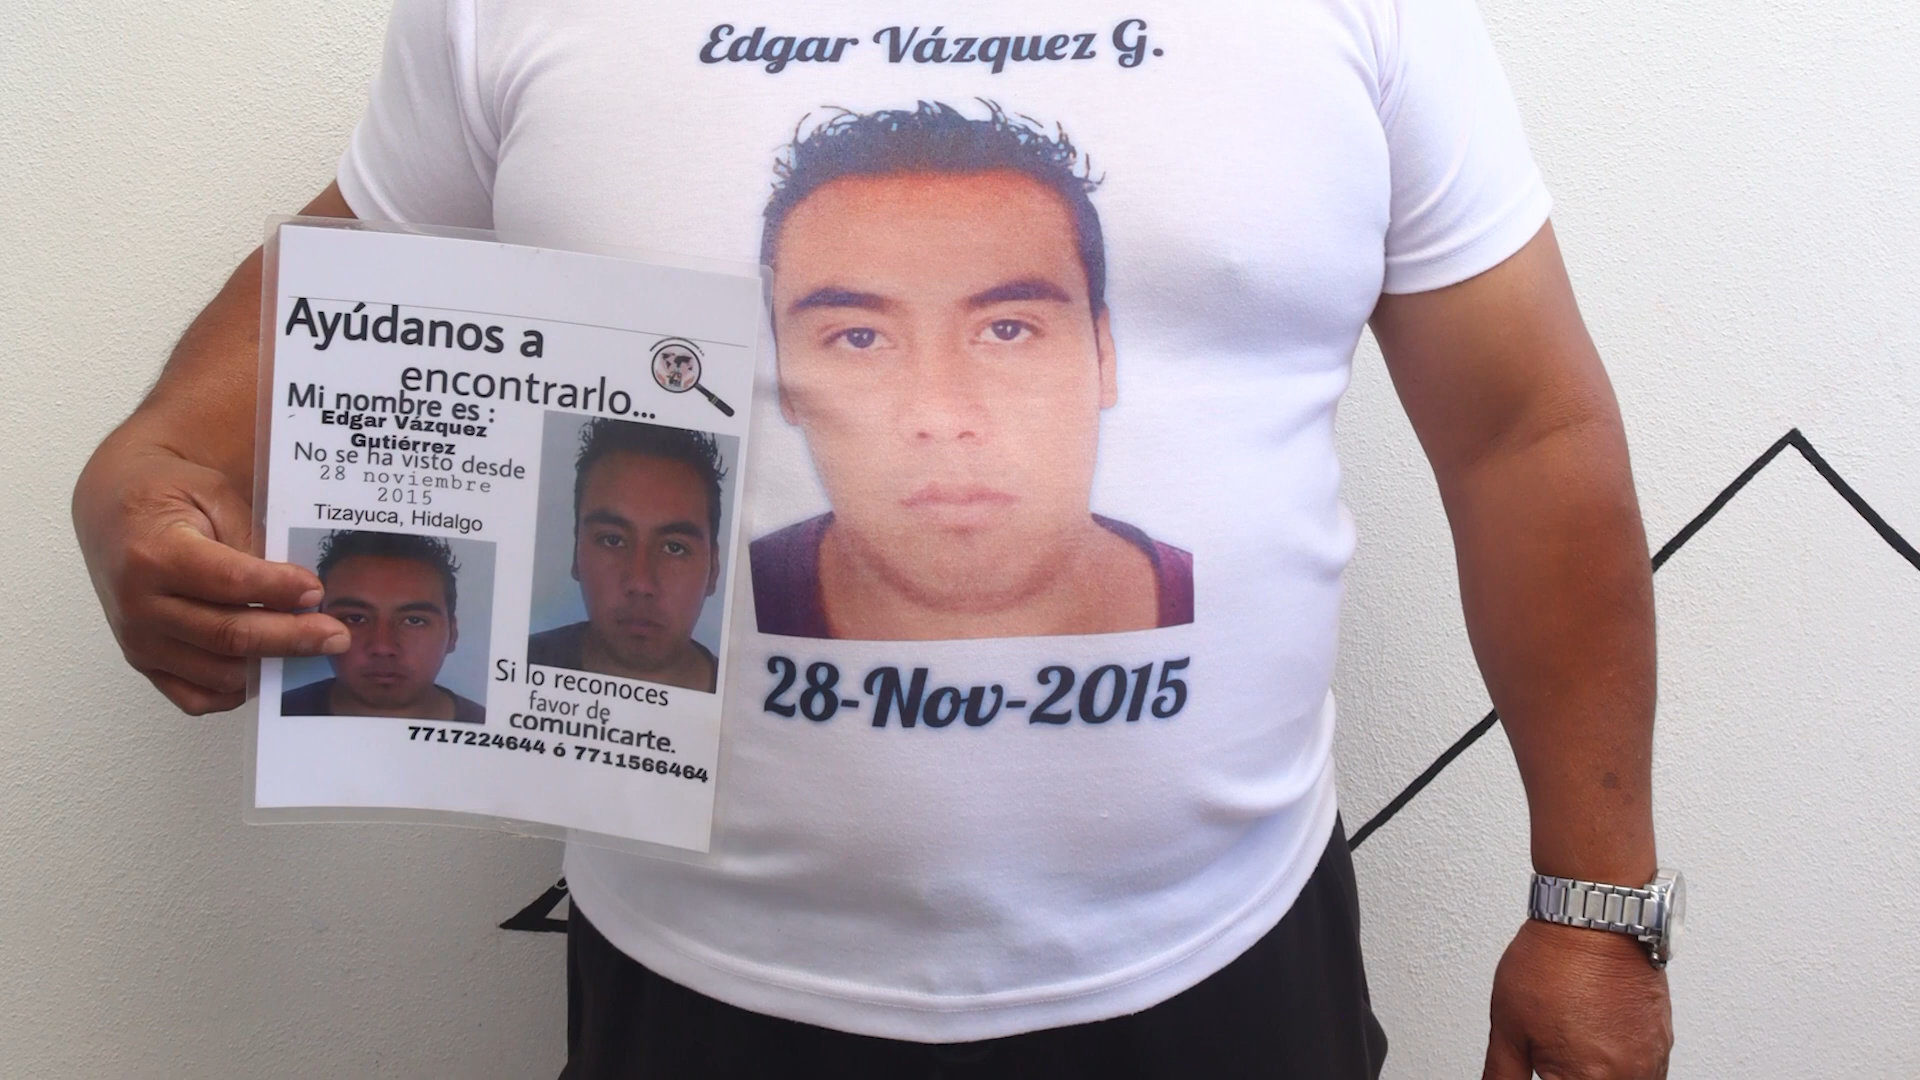 Edgar Vázquez G.
28-Nov-2015
Ayúdanos a
encontrarlo...
Mi nombre es :
Edgar Vázquez
Gutiérrez
No se ha visto desde
28 noviembre
2015
Tizayuca, Hidalgo
Si lo reconoces
favor de
comunicarte.
7717224644 ó 7711566464